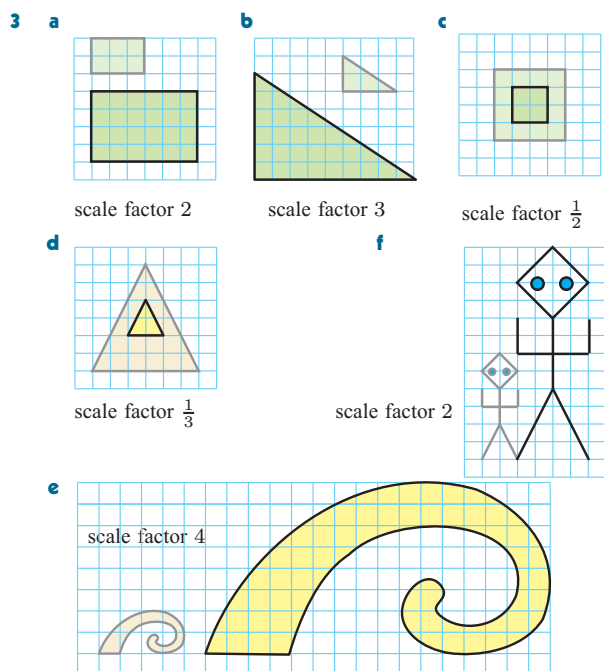 3 a b c
scale factor 2 scale factor 3 scale factor 1/2
d f
scale factor 1/3 scale factor 2
e
scale factor 4